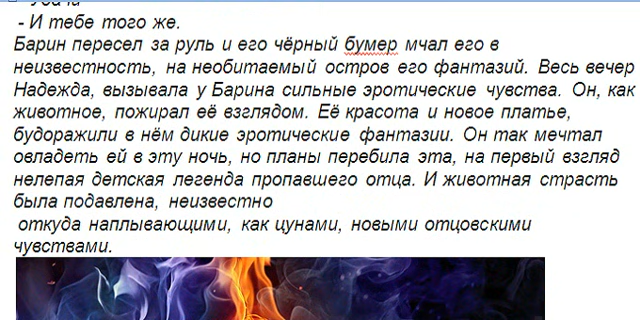 - И тебе того же.
Барин пересел за руль и его чёрный бумер мчал его в
неизвестность, на необитаемый остров его фантазий. Весь вечер
Надежда, вызывала у Барина сильные эротические чувства. Он, как
животное, пожирал её взглядом. Её красота и новое платье,
будоражили в нём дикие эротические фантазии. Он так мечтал
овладеть ей в эту ночь, но планы перебила эта, на первый взгляд
нелепая детская легенда пропавшего отца. И животная страсть
была подавлена, неизвестно
откуда наплывающими, как цунами, новыми отцовскими
чувствами.